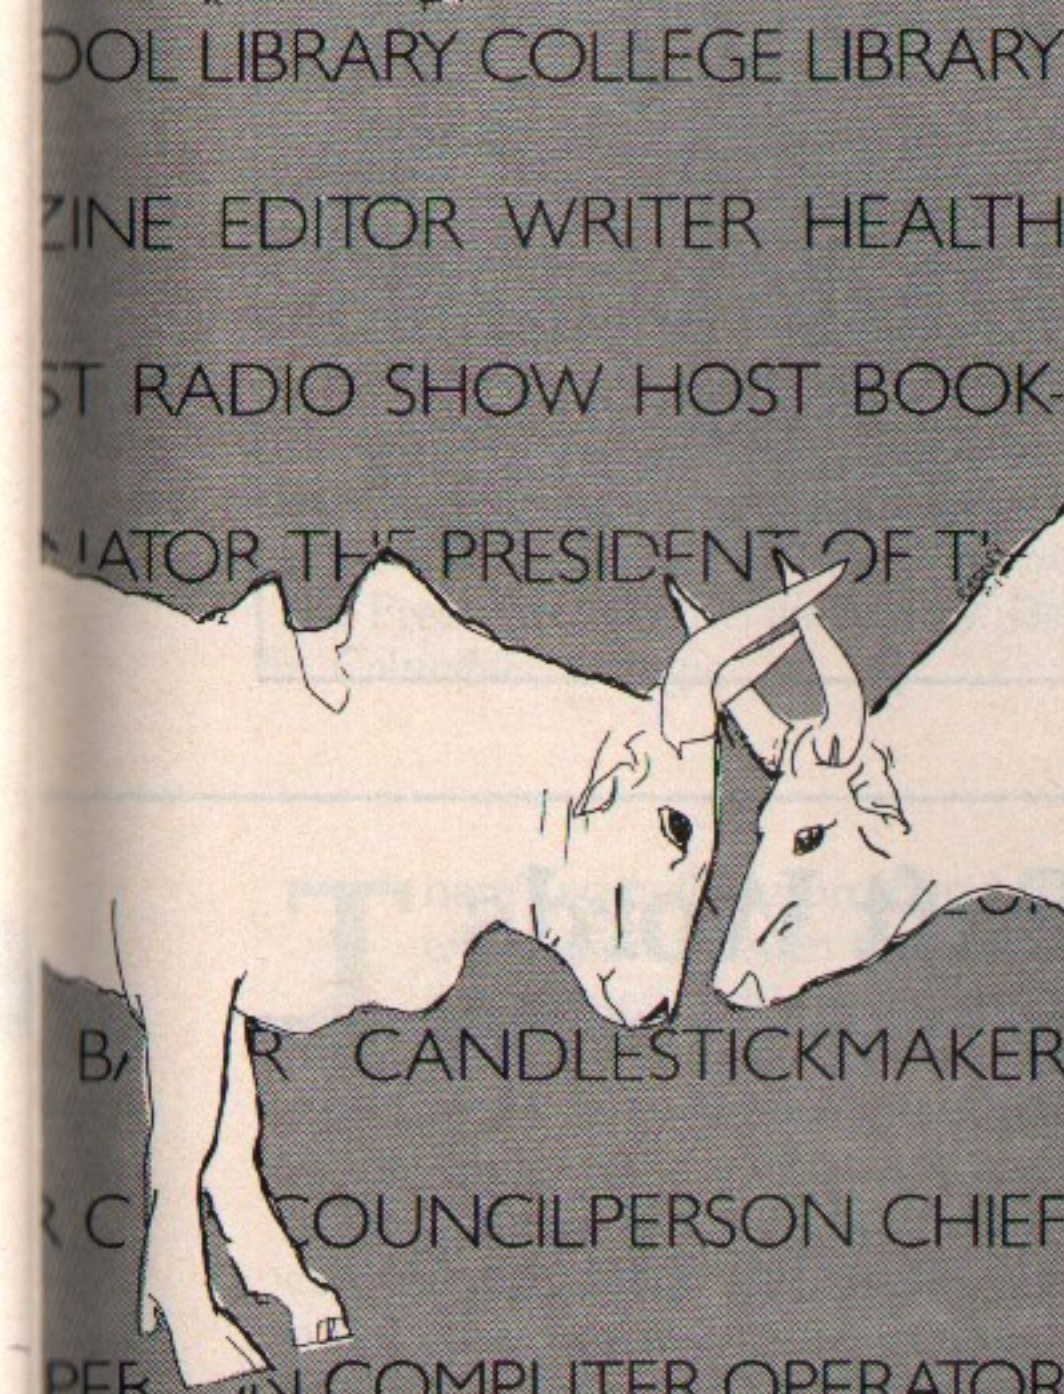 OOL LIBRARY COLLEGE LIBRARY
ZINE EDITOR WRITER HEALTH
ST RADIO SHOW HOST BOOK-
ATOR THE PRESIDENT OF
CANDLESTICKMAKER
COUNCILPERSON CHIEF
COMPUTER OPERATOR